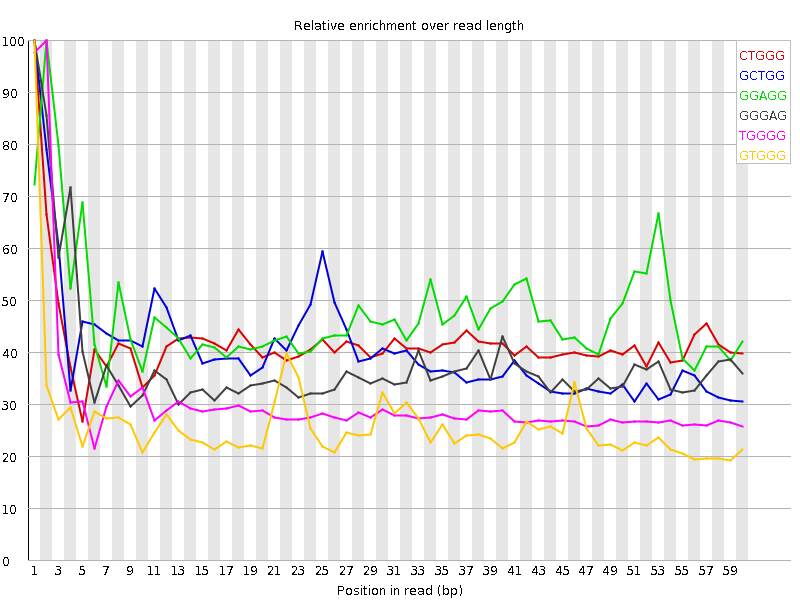 Relative enrichment over read length
100
90
80
70
60
50
40
30
20
10
0
CTGGG
GCTGG
GGAGG
GGGAG
TGGGG
GTGGG
1 3 5 7 9 11 13 15 17 19 21 23 25 27 29 31 33 35 37 39 41 43 45 47 49 51 53 55 57 59
Position in read (bp)